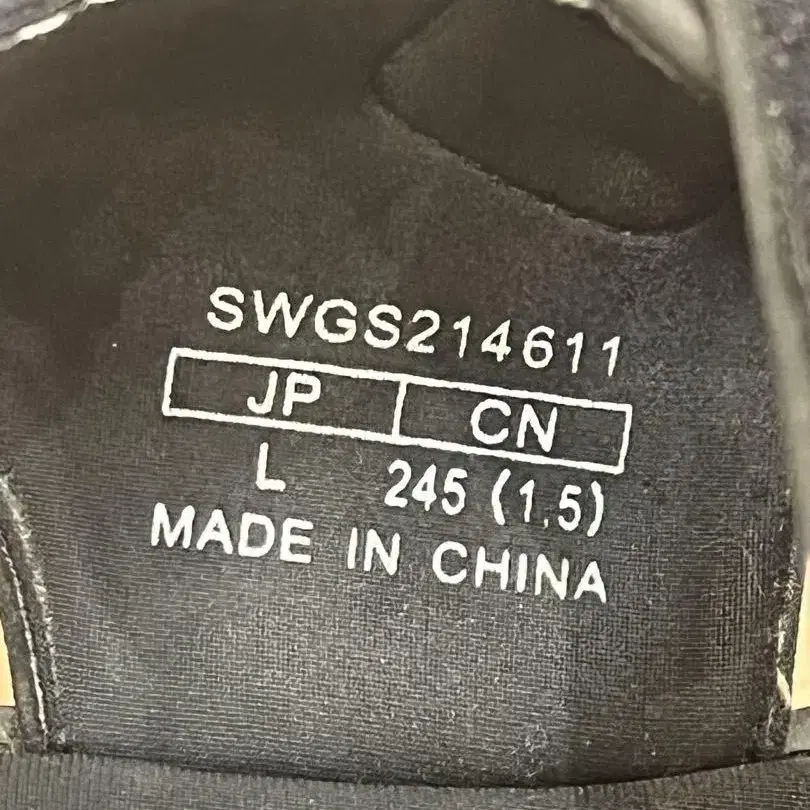 SWGS214611
JP CN
L 245 (1.5)
MADE IN CHINA